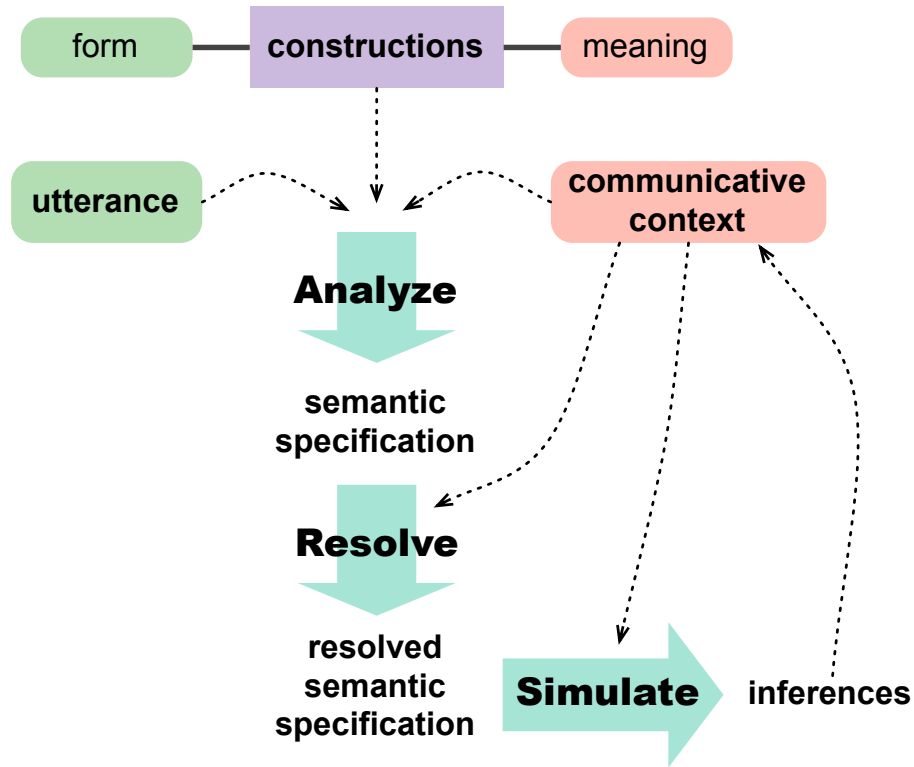 form
constructions
meaning
utterance
communicative
context
Analyze
semantic
specification
Resolve
resolved
semantic
specification
Simulate
inferences